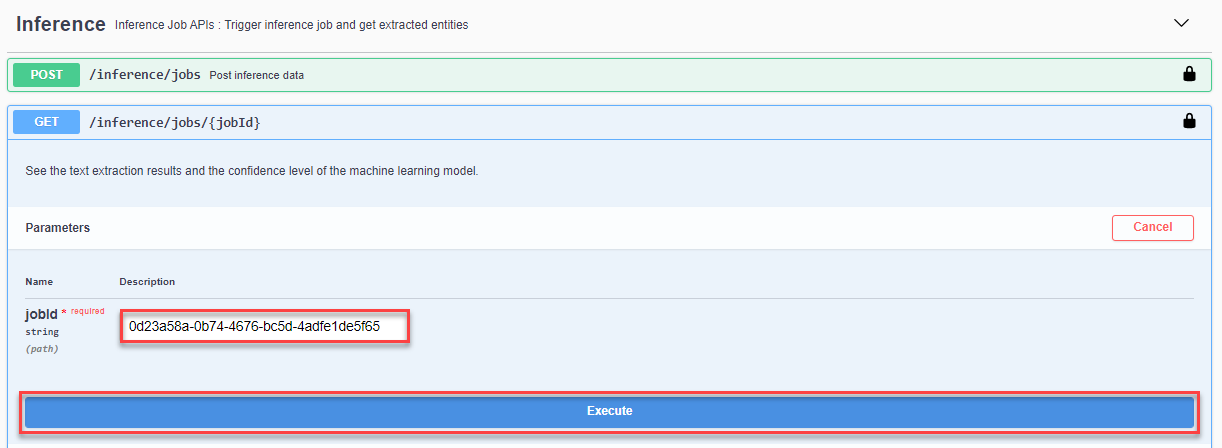 Inference Inference Job APIs : Trigger inference job and get extracted entities
POST /inference/jobs Post inference data
GET /inference/jobs/{jobId}
See the text extraction results and the confidence level of the machine learning model.
Parameters Cancel
Name Description
jobId * required 0d23a58a-0b74-4676-bc5d-4adfe1de5f65
string
(path)
Execute